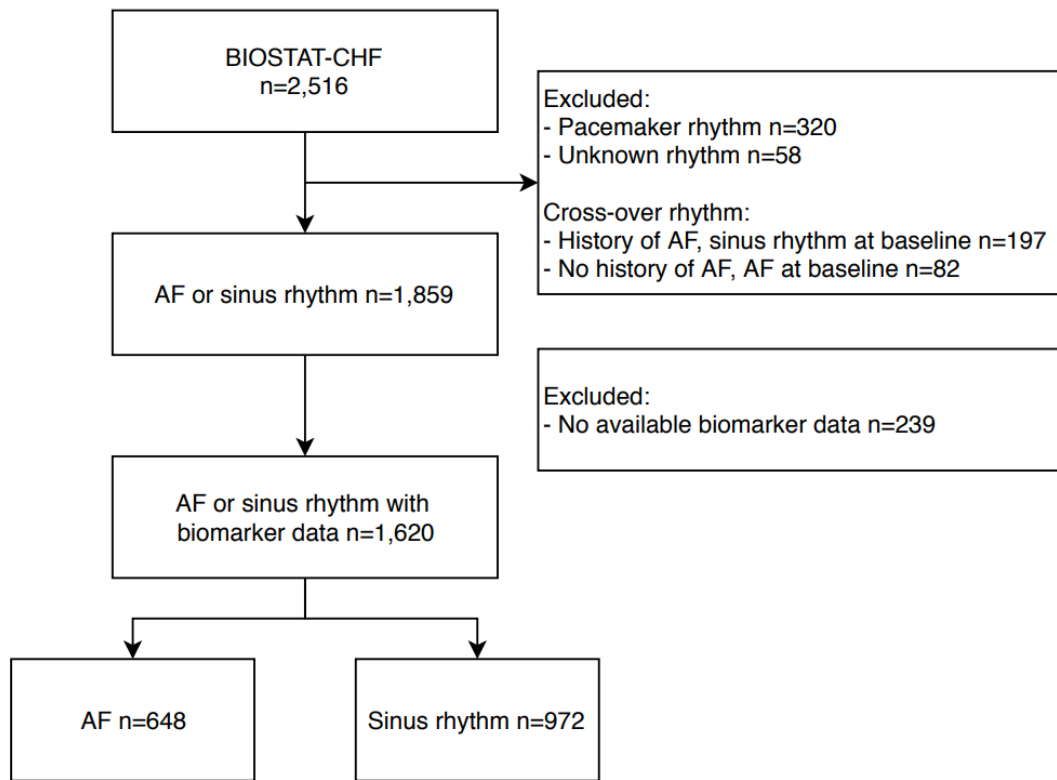 BIOSTAT-CHF
n=2,516
Excluded:
- Pacemaker rhythm n=320
- Unknown rhythm n=58
Cross-over rhythm:
- History of AF, sinus rhythm at baseline n=197
- No history of AF, AF at baseline n=82
AF or sinus rhythm n=1,859
Excluded:
- No available biomarker data n=239
AF or sinus rhythm with
biomarker data n=1,620
AF n=648
Sinus rhythm n=972